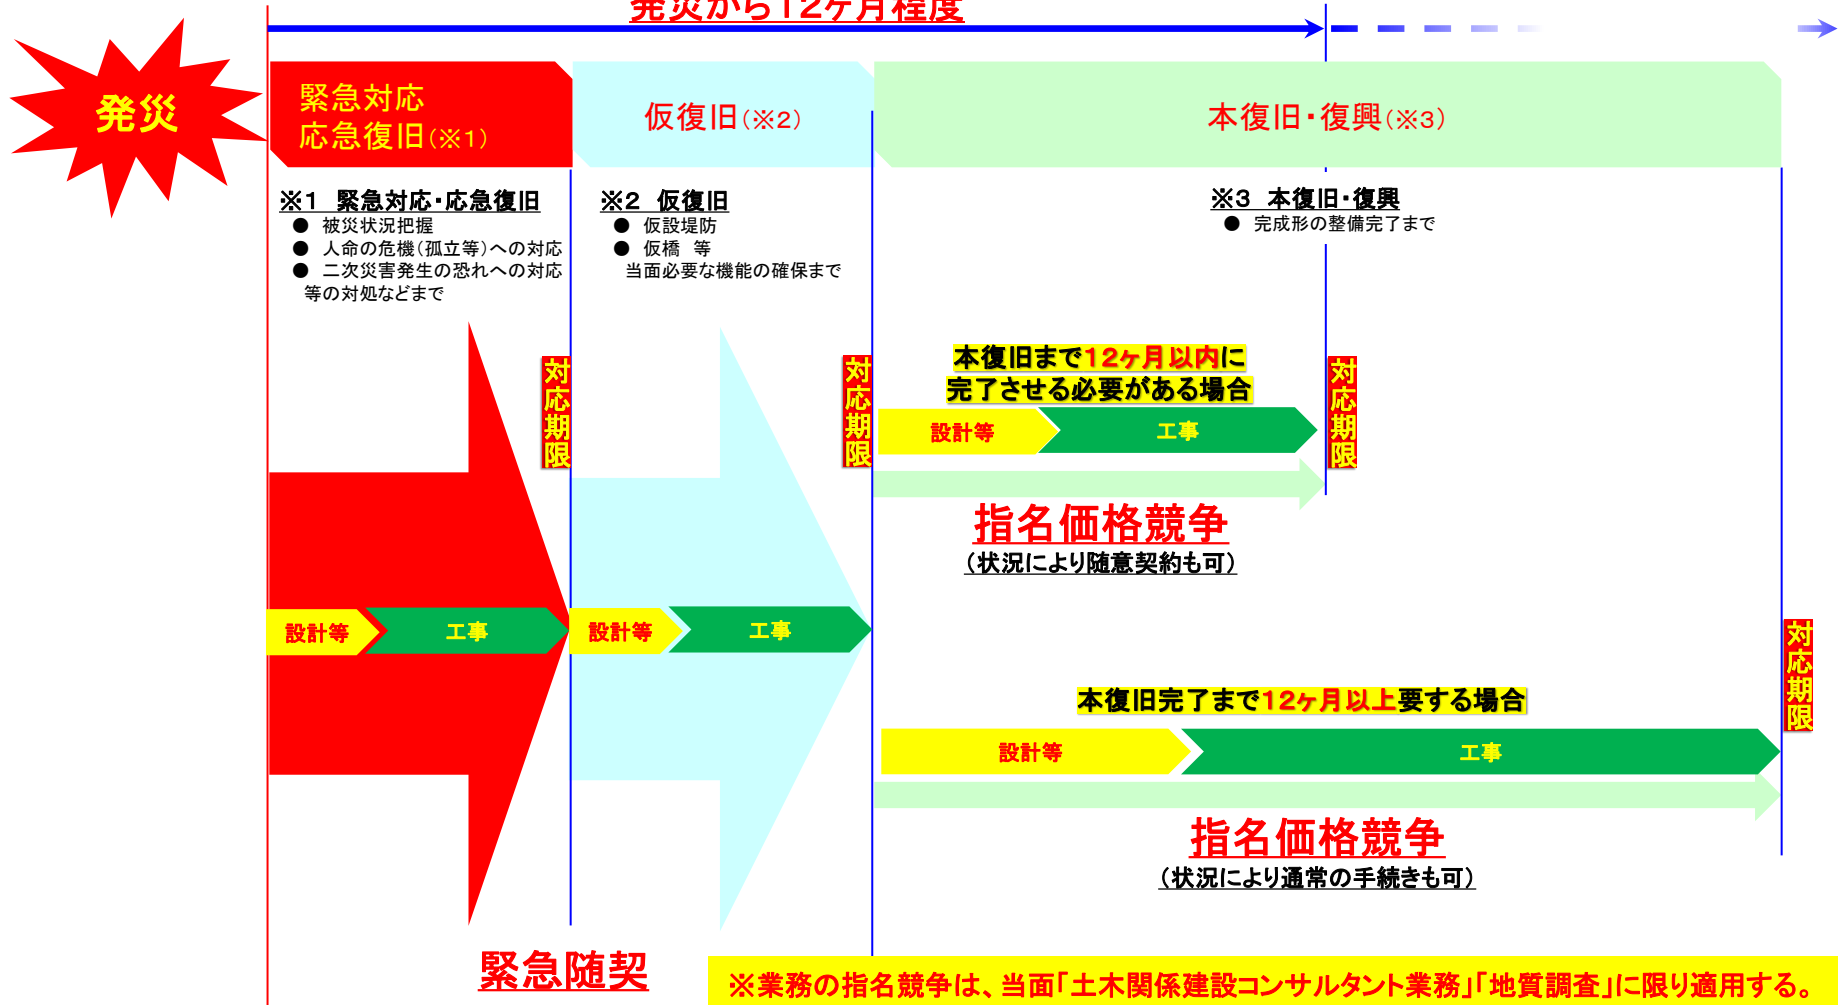 発災から12ヶ月程度
発災
緊急対応
応急復旧(※1)
仮復旧(※2)
本復旧・復興(※3)
※1　緊急対応・応急復旧
●　被災状況把握
●　人命の危機(孤立等)への対応
●　二次災害発生の恐れへの対応
等の対処などまで
※2　仮復旧
●　仮設堤防
●　仮橋　等
当面必要な機能の確保まで
※3　本復旧・復興
●　完成形の整備完了まで
対応期限
対応期限
本復旧まで12ヶ月以内に
完了させる必要がある場合
対応期限
設計等
工事
指名価格競争
(状況により随意契約も可)
設計等
工事
設計等
工事
対応期限
本復旧完了まで12ヶ月以上要する場合
設計等
工事
指名価格競争
(状況により通常の手続きも可)
緊急随契
※業務の指名競争は、当面「土木関係建設コンサルタント業務」「地質調査」に限り適用する。